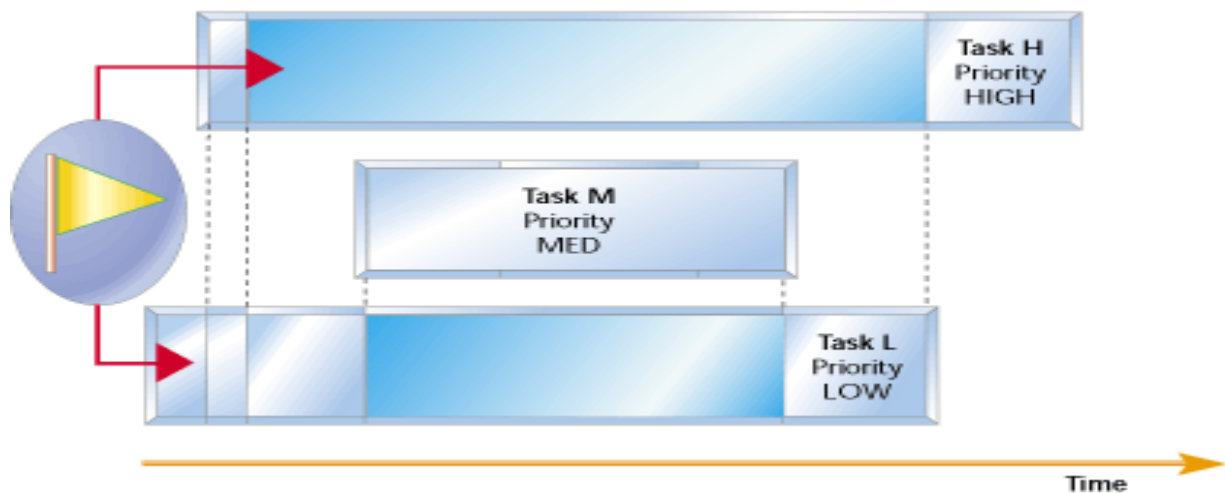 Task H
Priority
HIGH
Task M
Priority
MED
Task L
Priority
LOW
Time